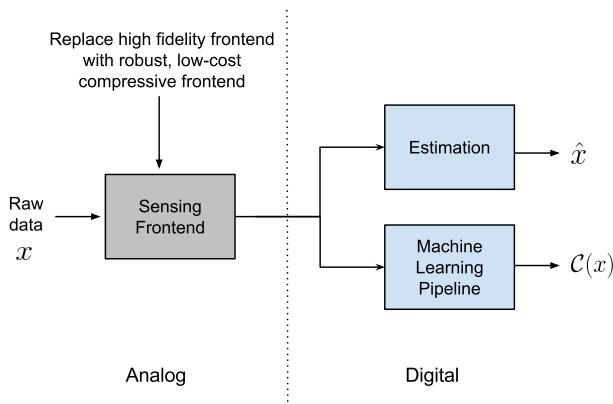 Replace high fidelity frontend
with robust, low-cost
compressive frontend
Raw
data
x
Sensing
Frontend
Estimation
x̂
Machine
Learning
Pipeline
𝒞(x)
Analog
Digital